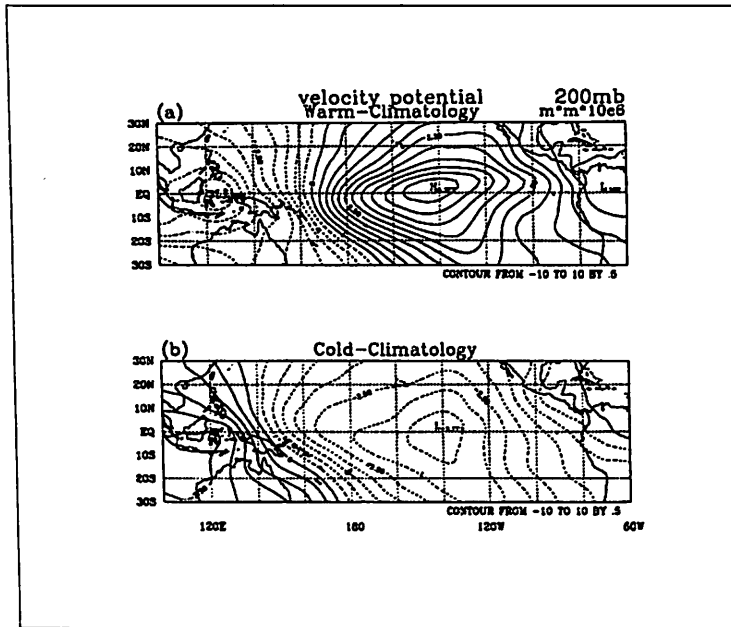 velocity potential 200mb
(a) Warm-Climatology m*m*10e6
30N
20N
10N
EQ
10S
20S
30S
CONTOUR FROM -10 TO 10 BY .5
(b) Cold-Climatology
30N
20N
10N
EQ
10S
20S
30S
CONTOUR FROM -10 TO 10 BY .5
120E 180 120W 60W